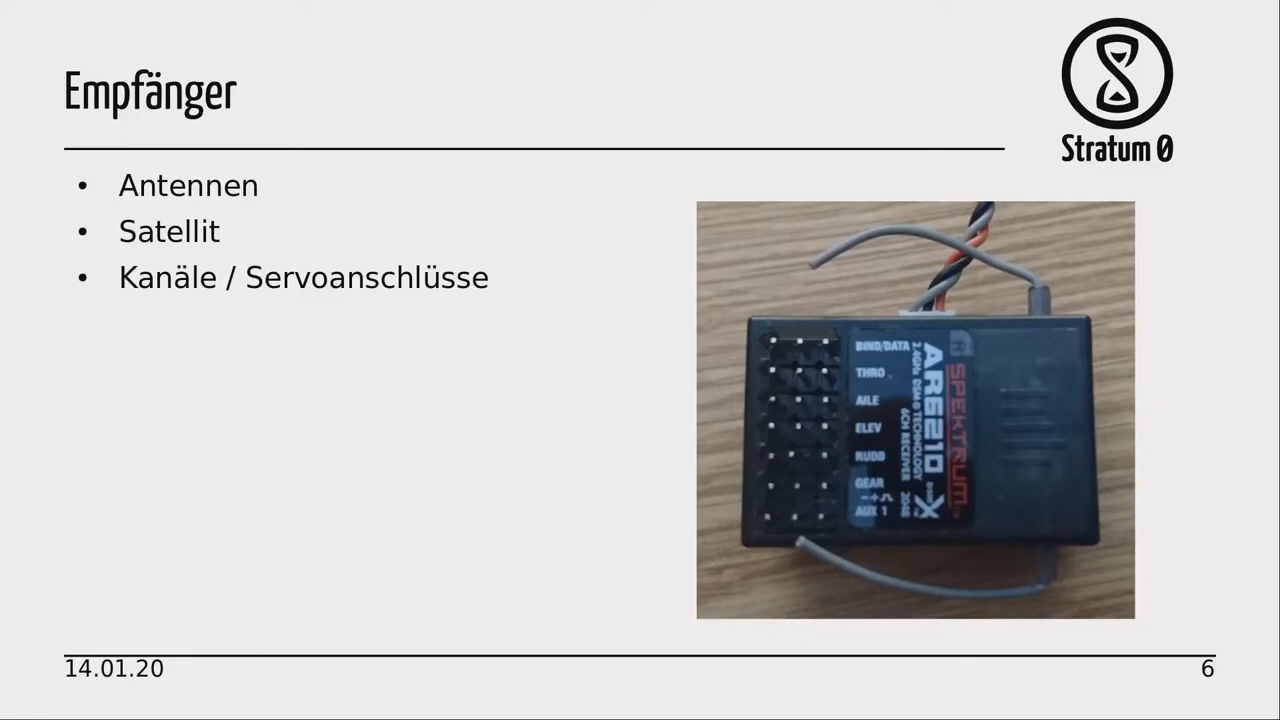 Empfänger
Stratum 0
• Antennen
• Satellit
• Kanäle / Servoanschlüsse
BIND/DATA
THRO
AILE
ELEV
RUDD
GEAR
AUX 1
SPEKTRUM
AR6210
DSMX
2.4GHz DSM® TECHNOLOGY
6CH RECEIVER
2048
14.01.20
6